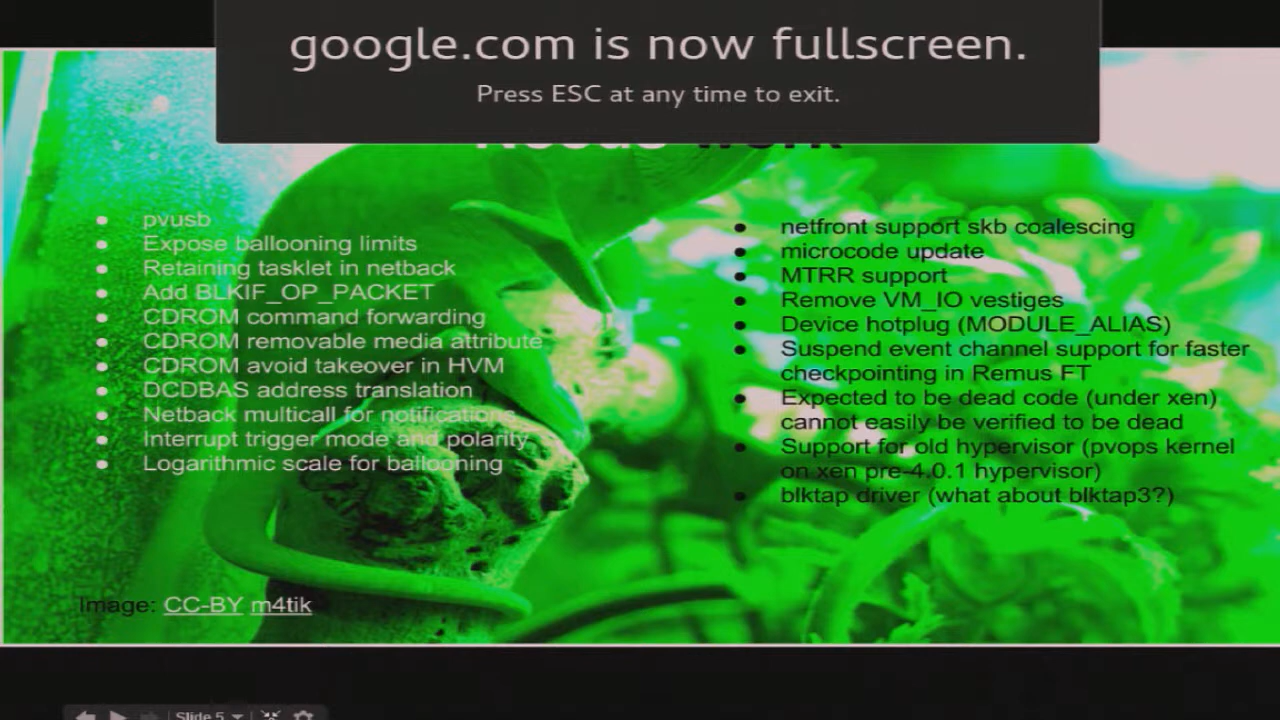 google.com is now fullscreen.
Press ESC at any time to exit.
Needs work
pvusb
Expose ballooning limits
Retaining tasklet in netback
Add BLKIF_OP_PACKET
CDROM command forwarding
CDROM removable media attribute
CDROM avoid takeover in HVM
DCDBAS address translation
Netback multicall for notifications
Interrupt trigger mode and polarity
Logarithmic scale for ballooning
netfront support skb coalescing
microcode update
MTRR support
Remove VM_IO vestiges
Device hotplug (MODULE_ALIAS)
Suspend event channel support for faster
checkpointing in Remus FT
Expected to be dead code (under xen)
cannot easily be verified to be dead
Support for old hypervisor (pvops kernel
on xen pre-4.0.1 hypervisor)
blktap driver (what about blktap3?)
Image: CC-BY m4tik
Slide 5